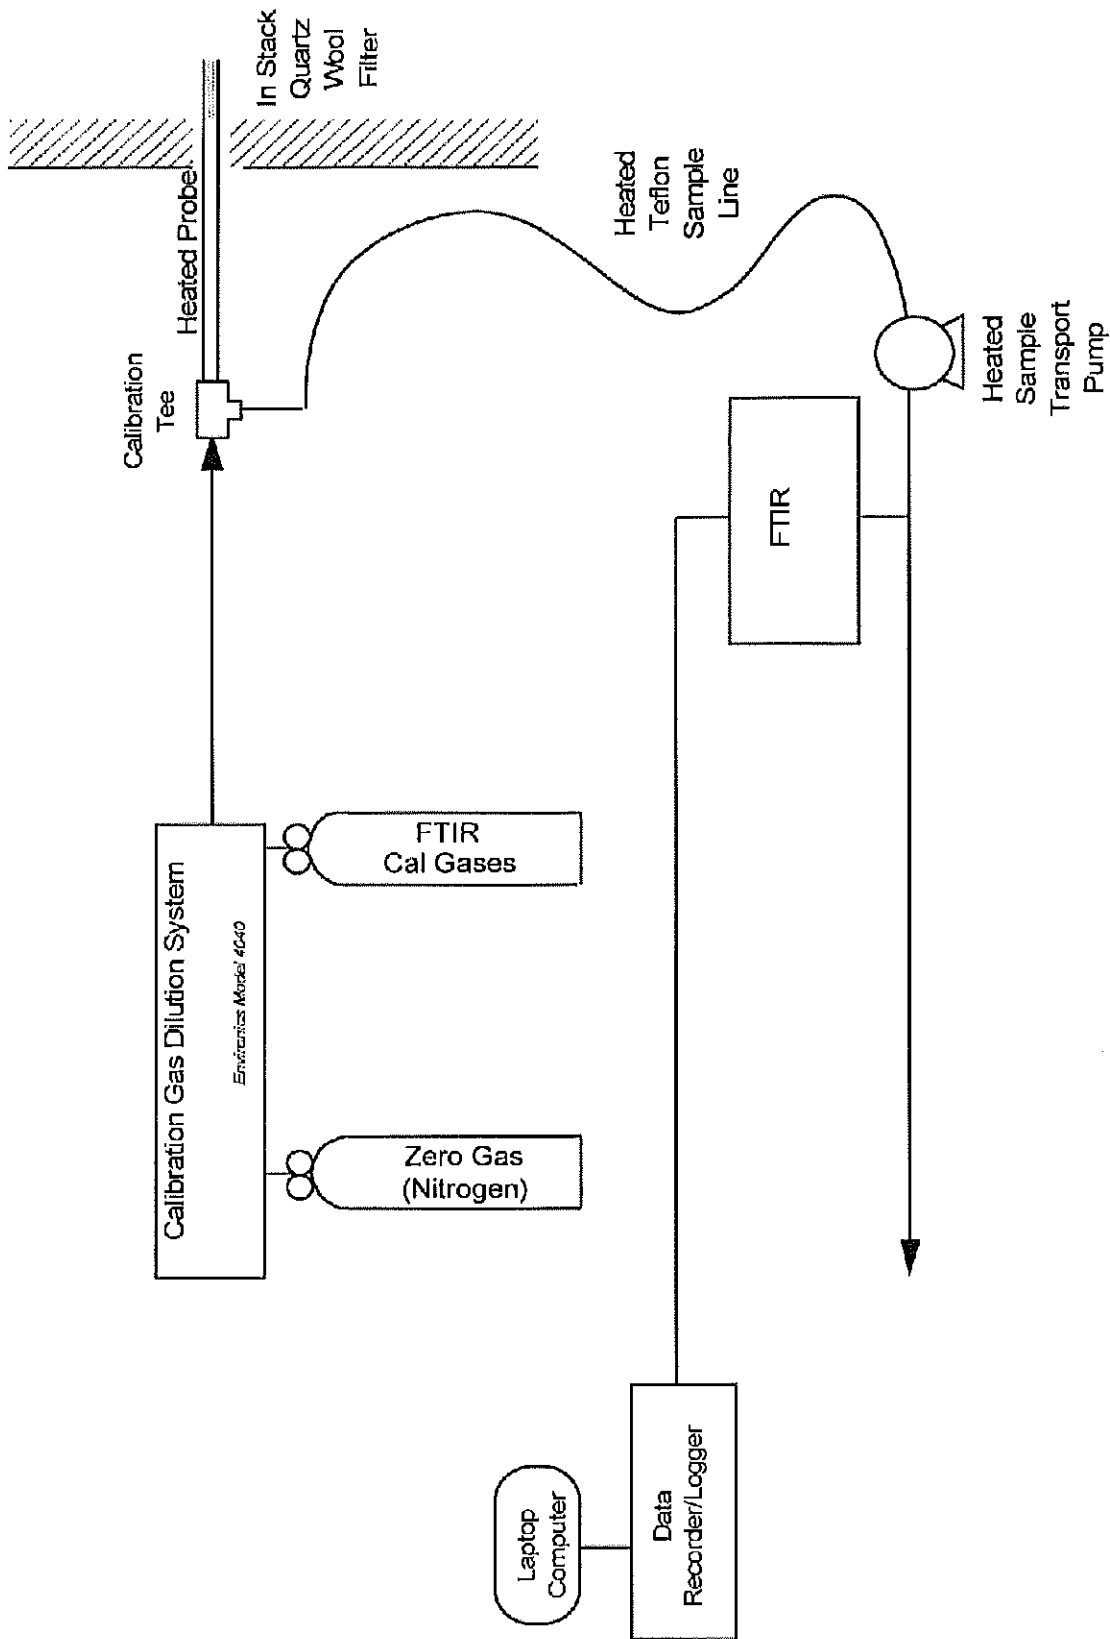 In Stack
Quartz
Wool
Filter
Heated Probe
Calibration
Tee
Heated
Teflon
Sample
Line
Heated
Sample
Transport
Pump
FTIR
Calibration Gas Dilution System
Environics Model 4040
FTIR
Cal Gases
Zero Gas
(Nitrogen)
Laptop
Computer
Data
Recorder/Logger